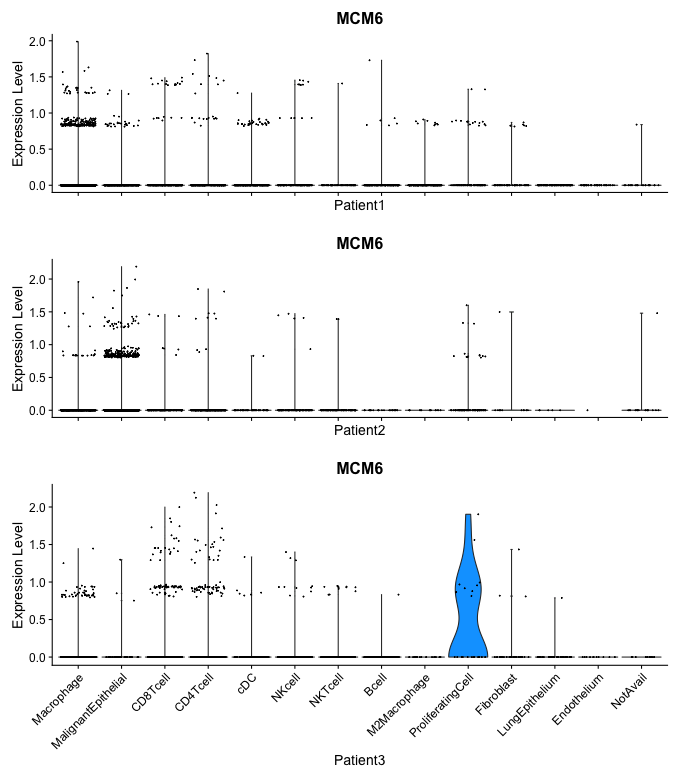 MCM6
Expression Level
2.0
1.5
1.0
0.5
0.0
Patient1
MCM6
Expression Level
2.0
1.5
1.0
0.5
0.0
Patient2
MCM6
Expression Level
2.0
1.5
1.0
0.5
0.0
Macrophage
MalignantEpithelial
CD8Tcell
CD4Tcell
cDC
NKcell
NKTcell
Bcell
M2Macrophage
ProliferatingCell
Fibroblast
LungEpithelium
Endothelium
NotAvail
Patient3